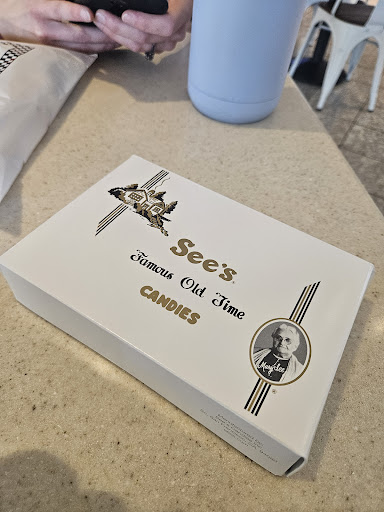 See's
Famous Old Time
CANDIES
Mary See